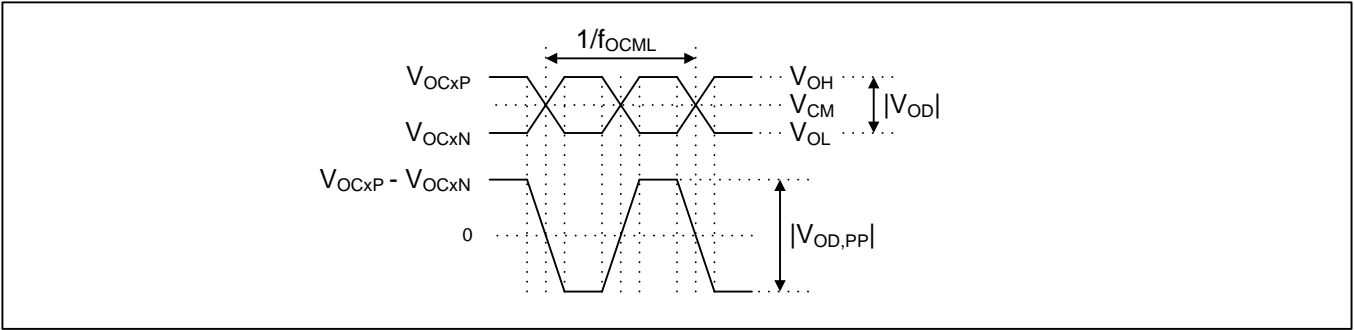 1/fOCML
VOCxP
VOH
VCM
|VOD|
VOCxN
VOL
VOCxP - VOCxN
0
|VOD,PP|